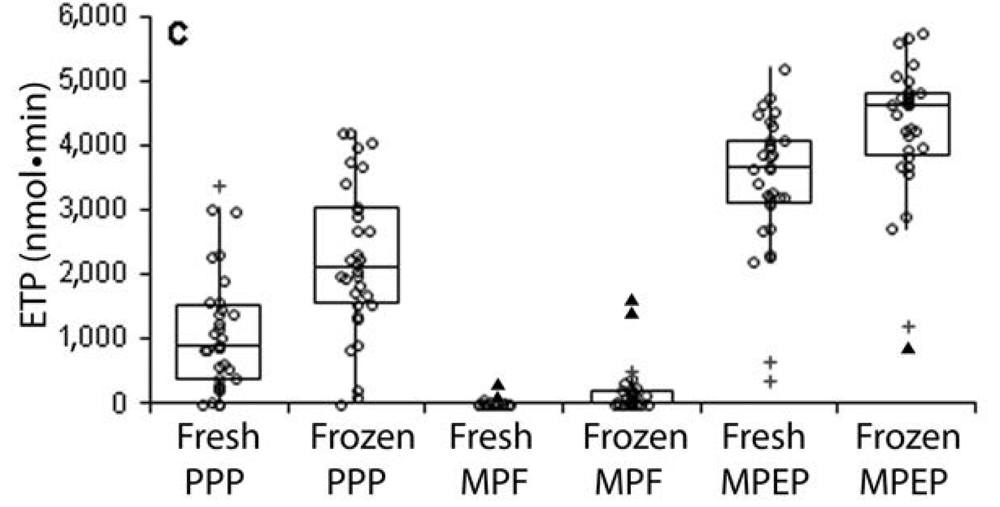 C
ETP (nmol•min)
6,000
5,000
4,000
3,000
2,000
1,000
0
Fresh PPP
Frozen PPP
Fresh MPF
Frozen MPF
Fresh MPEP
Frozen MPEP